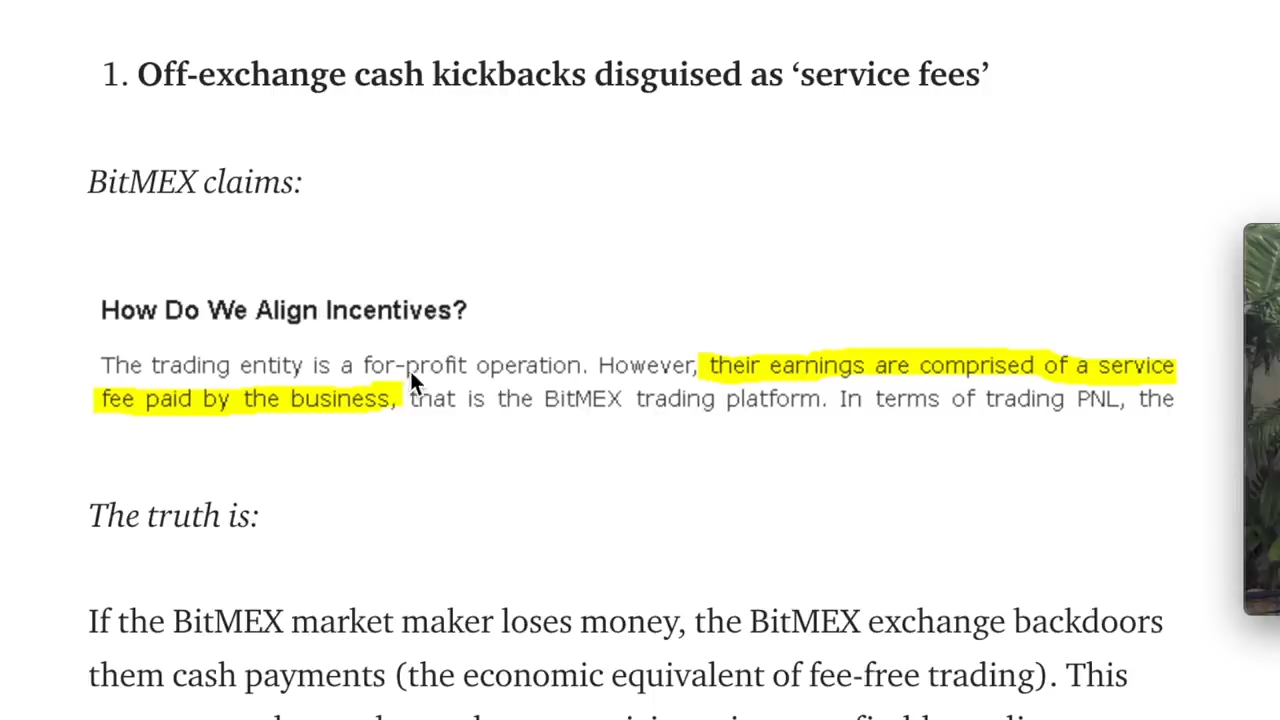 1. Off-exchange cash kickbacks disguised as ‘service fees’
BitMEX claims:
How Do We Align Incentives?
The trading entity is a for-profit operation. However, their earnings are comprised of a service
fee paid by the business, that is the BitMEX trading platform. In terms of trading PNL, the
The truth is:
If the BitMEX market maker loses money, the BitMEX exchange backdoors
them cash payments (the economic equivalent of fee-free trading). This